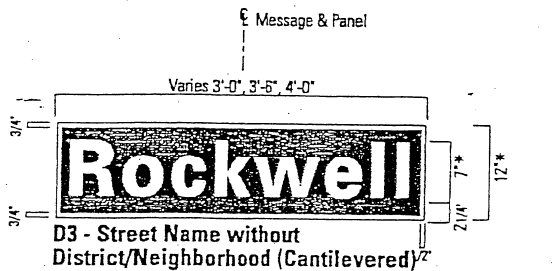 ℄ Message & Panel
Varies 3'-0", 3'-6", 4'-0"
3/4"
Rockwell
7"*
12"*
3/4"
2 1/4"
D3 - Street Name without
District/Neighborhood (Cantilevered)
1/2"